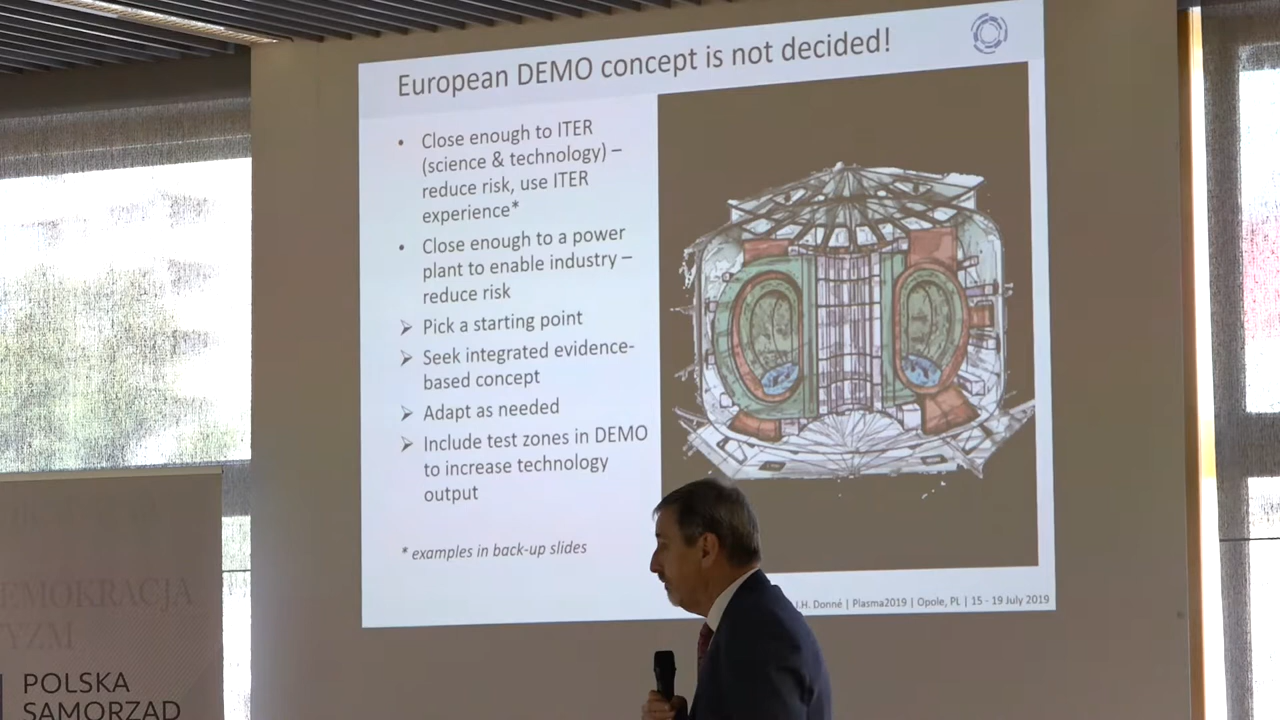 European DEMO concept is not decided!
• Close enough to ITER
(science & technology) –
reduce risk, use ITER
experience*
• Close enough to a power
plant to enable industry –
reduce risk
➢ Pick a starting point
➢ Seek integrated evidence-
based concept
➢ Adapt as needed
➢ Include test zones in DEMO
to increase technology
output
* examples in back-up slides
.H. Donné | Plasma2019 | Opole, PL | 15 - 19 July 2019
EMOKRACJA
TYZM
POLSKA
SAMORZĄD